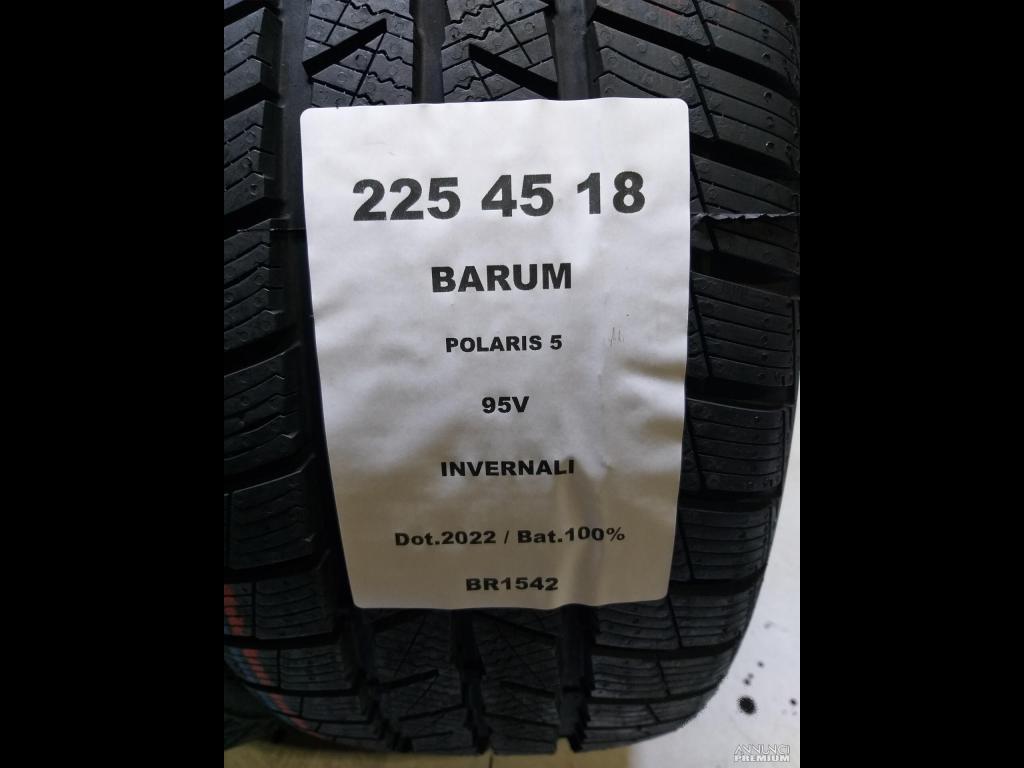 225 45 18
BARUM
POLARIS 5
95V
INVERNALI
Dot.2022 / Bat.100%
BR1542
ANNUNCI
PREMIUM